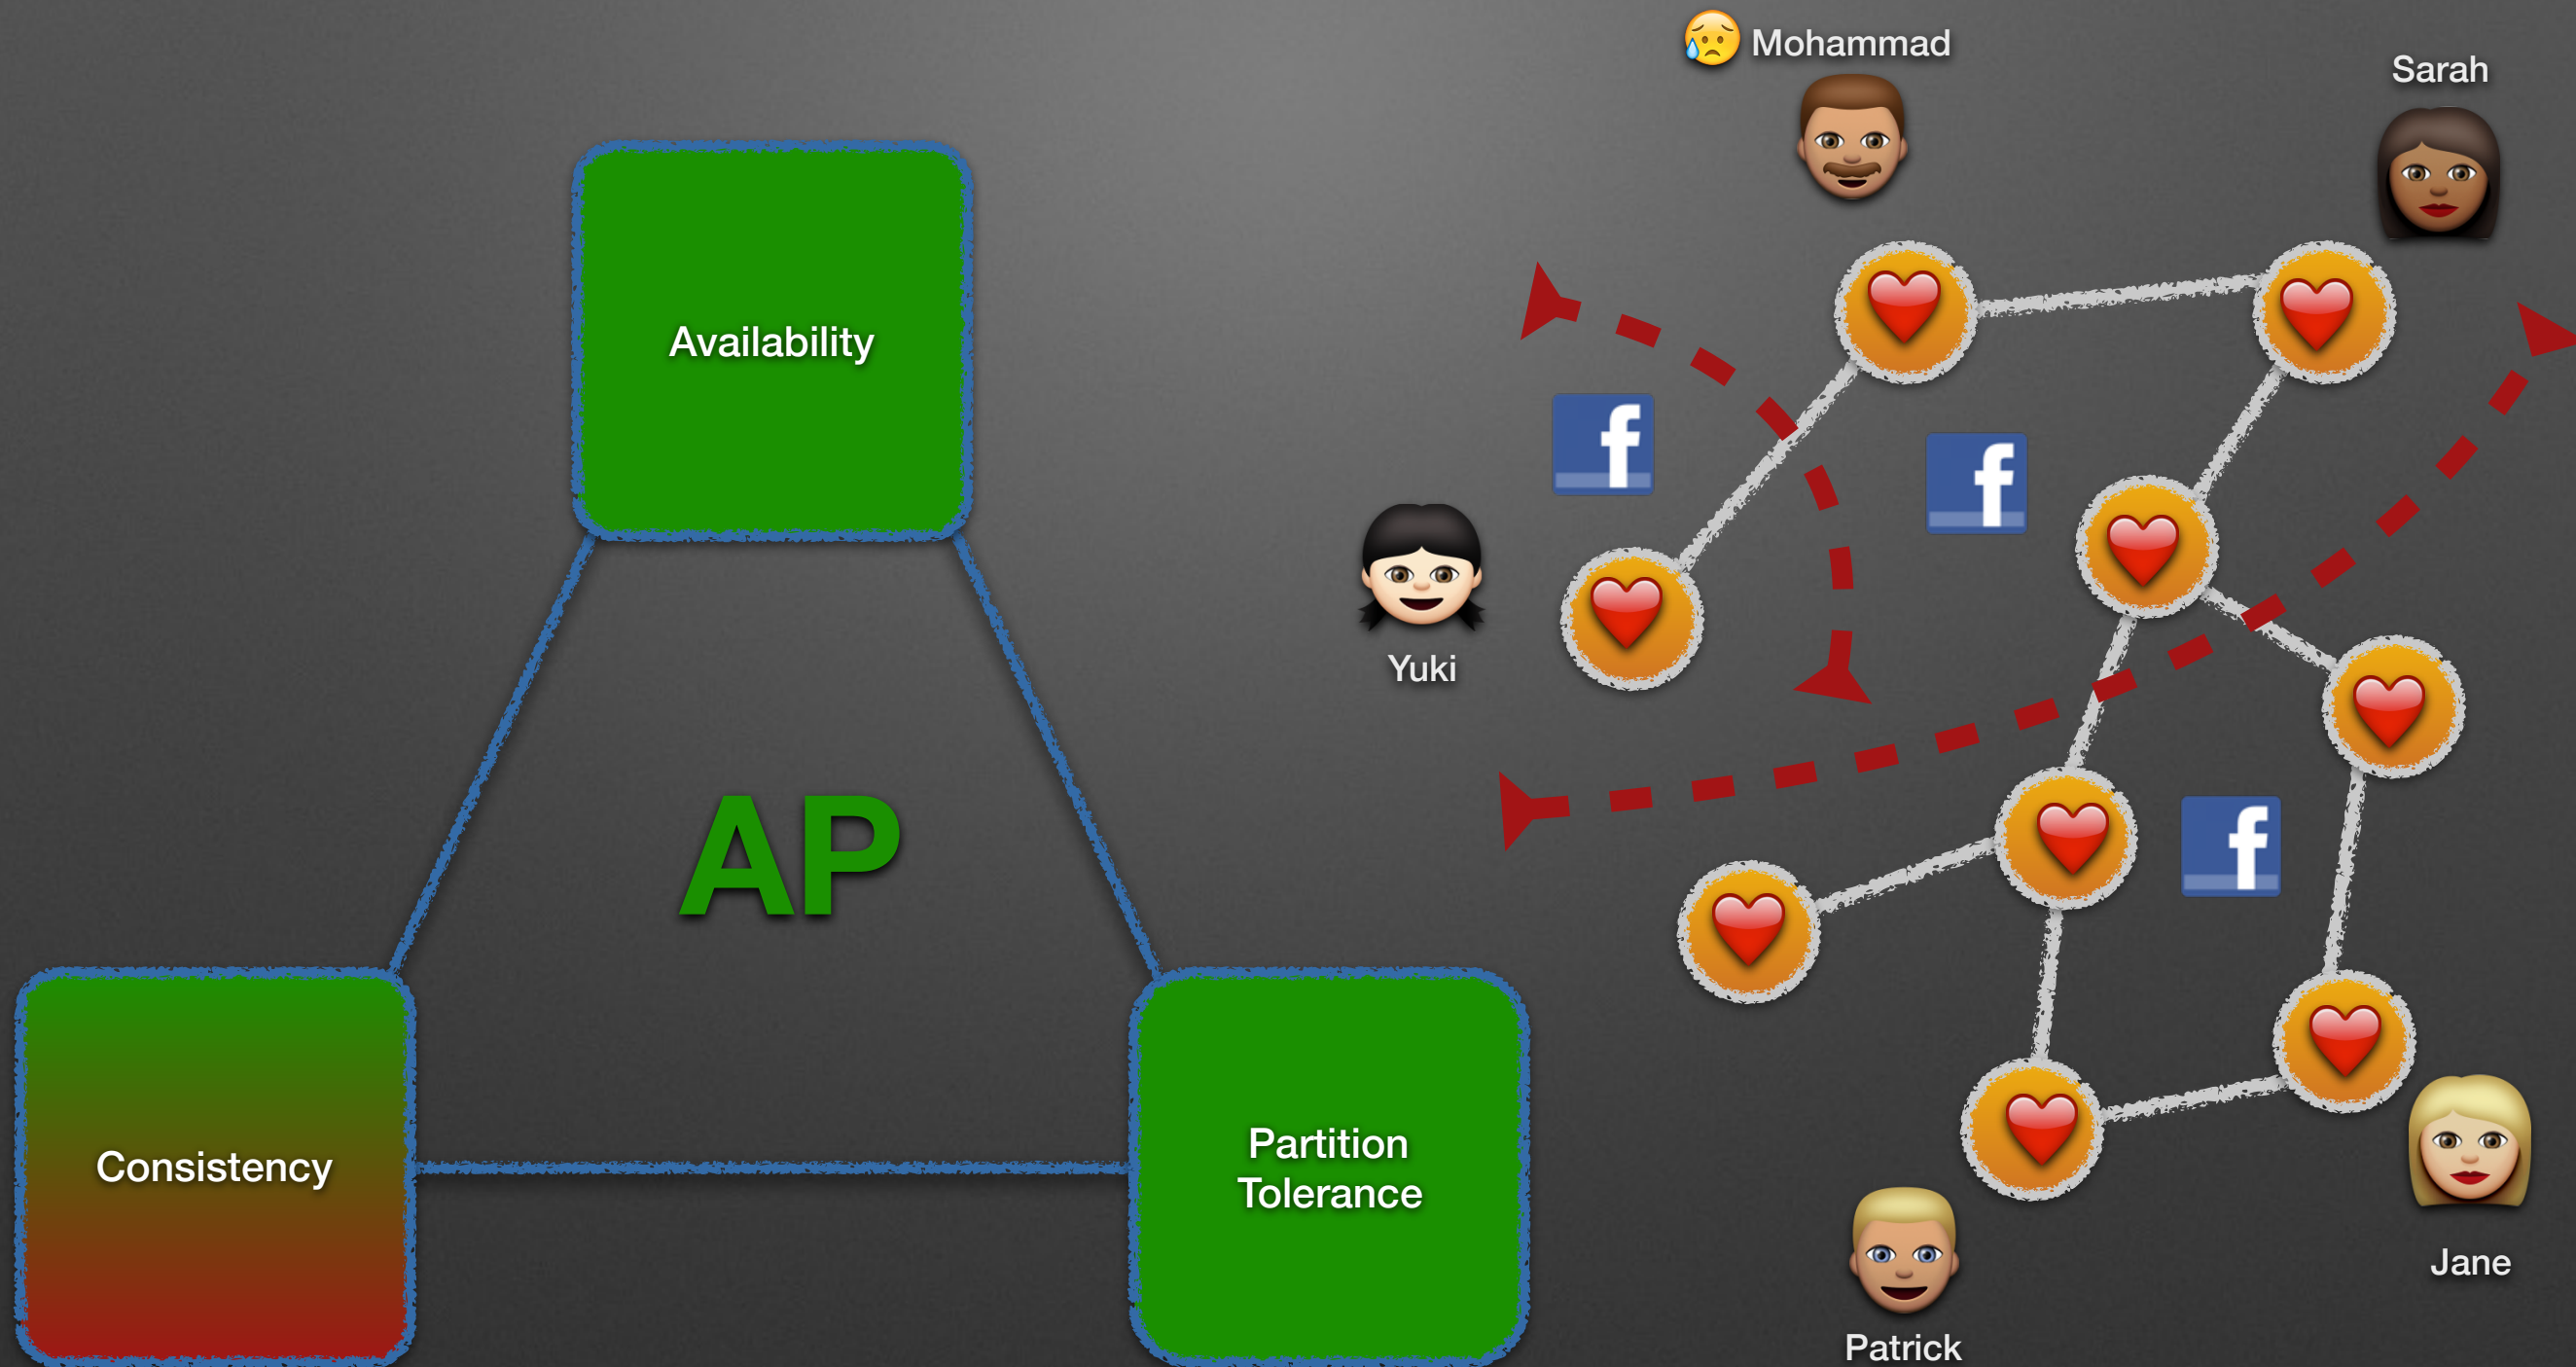 Availability
AP
Consistency
Partition
Tolerance
Mohammad
Sarah
f
f
Yuki
f
Jane
Patrick